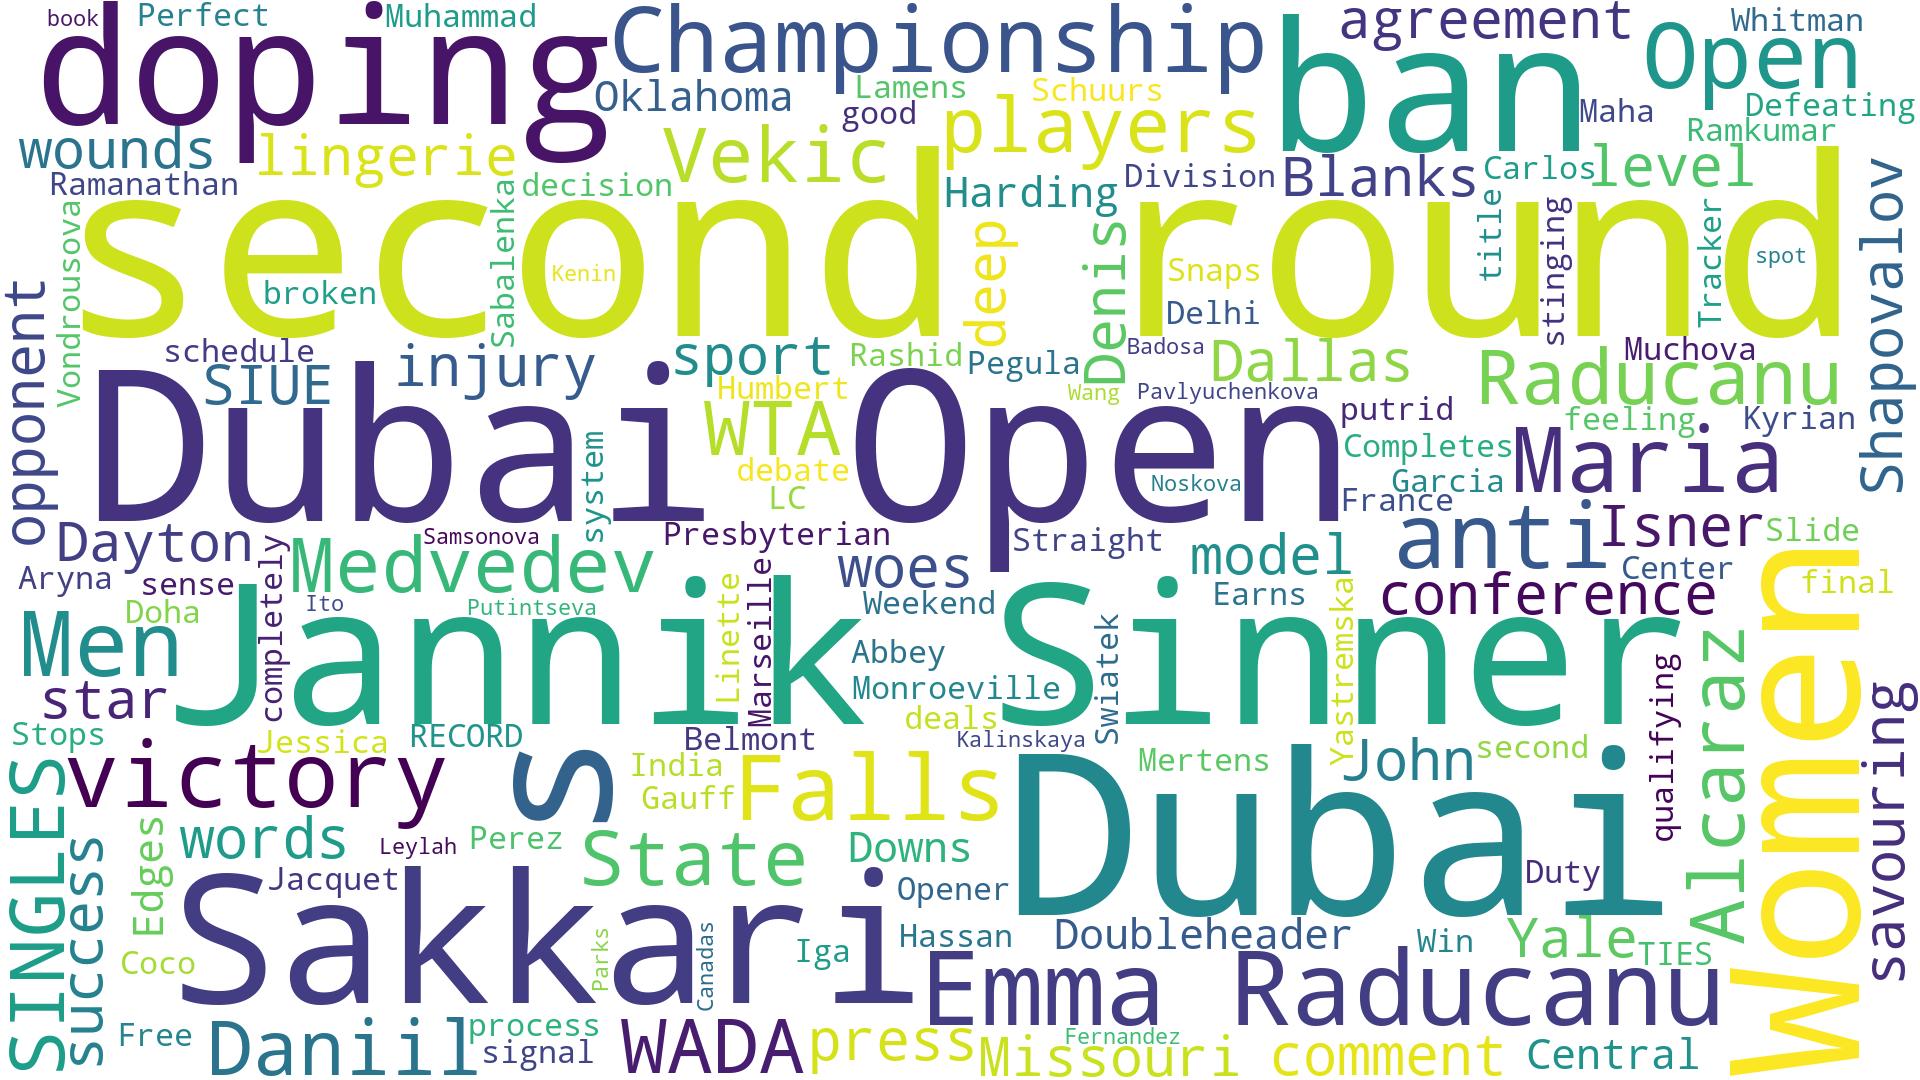 book
Perfect
Muhammad
doping
Championship
agreement
Whitman
ban
Open
Oklahoma
Lamens
Schuurs
good
players
Maha
Defeating
Ramkumar
wounds
lingerie
Vekic
Ramanathan
decision
Harding
Division
Blanks
Carlos
level
second round
Vondrousova
Sabalenka
Kenin
broken
deep
Denis
Snaps
Delhi
title
stinging
Tracker
spot
Shapovalov
opponent
schedule
SIUE
injury
sport
Rashid
Pegula
Badosa
Dallas
Muchova
Raducanu
Humbert
Wang
Pavlyuchenkova
putrid
feeling
Kyrian
Dubai Open
WTA
debate
LC
system
Noskova
Completes
Garcia
France
Maria
Dayton
Samsonova
Presbyterian
Straight
anti
Isner
Slide
Aryna
sense
Medvedev
woes
model
Center
final
Doha
completely
Ito
Putintseva
Linette
Marseille
Weekend
Earns
conference
Men
Jannik Sinner
Abbey
Monroeville
Swiatek
Yastremska
star
deals
qualifying
Alcaraz
Women
savouring
Stops
Jessica
RECORD
Belmont
Kalinskaya
victory
S
India
Gauff
Falls
Mertens
John
second
Dubai
SINGLES
success
Edges
words
Leylah
Perez
State
Downs
Jacquet
Opener
Duty
Sakkari
Coco
Parks
Canadas
Iga
Hassan
Doubleheader
Win
Yale
TIES
Emma Raducanu
Free
Daniil
process
signal
WADA
press
Fernandez
Missouri
comment
Central